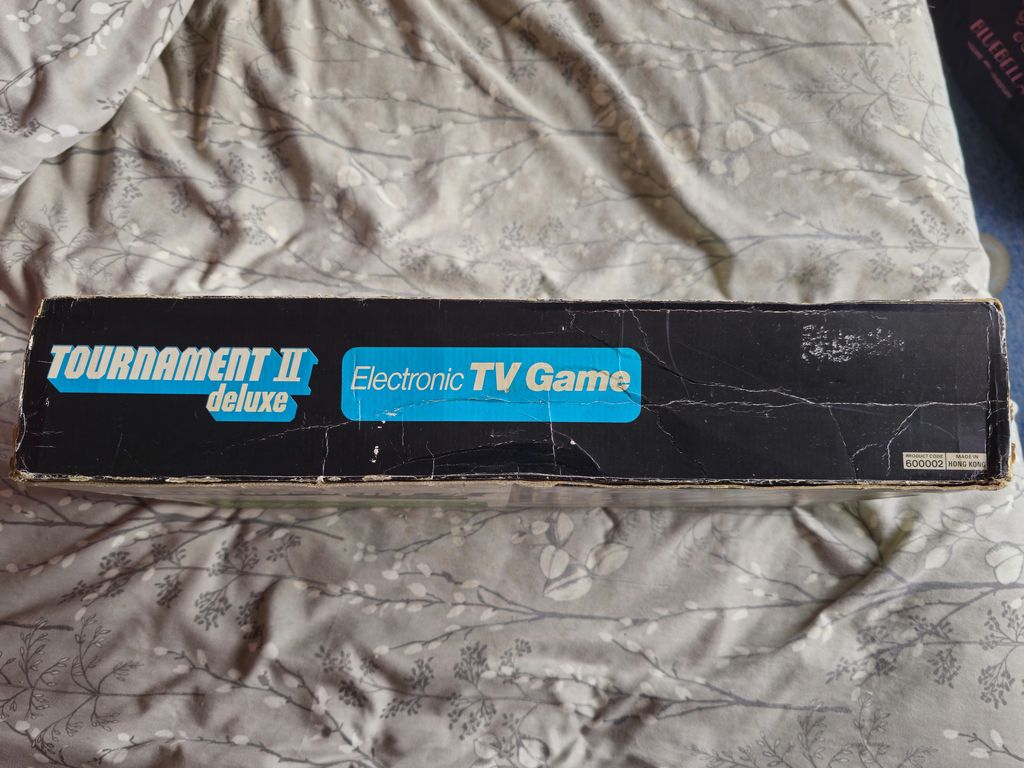 TOURNAMENT II
deluxe
Electronic TV Game
PRODUCT CODE
600002
MADE IN
HONG KONG